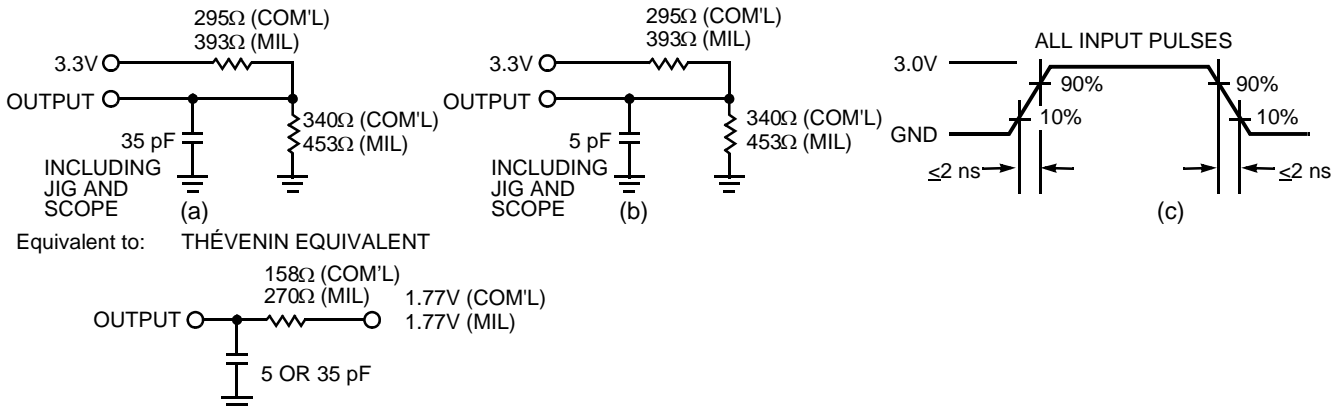 295Ω (COM'L)
393Ω (MIL)
3.3V
OUTPUT
340Ω (COM'L)
453Ω (MIL)
35 pF
INCLUDING
JIG AND
SCOPE
(a)
295Ω (COM'L)
393Ω (MIL)
3.3V
OUTPUT
340Ω (COM'L)
453Ω (MIL)
5 pF
INCLUDING
JIG AND
SCOPE
(b)
ALL INPUT PULSES
3.0V
90%
90%
10%
10%
GND
≤2 ns
≤2 ns
(c)
Equivalent to: THÉVENIN EQUIVALENT
158Ω (COM'L)
270Ω (MIL)
1.77V (COM'L)
1.77V (MIL)
OUTPUT
5 OR 35 pF